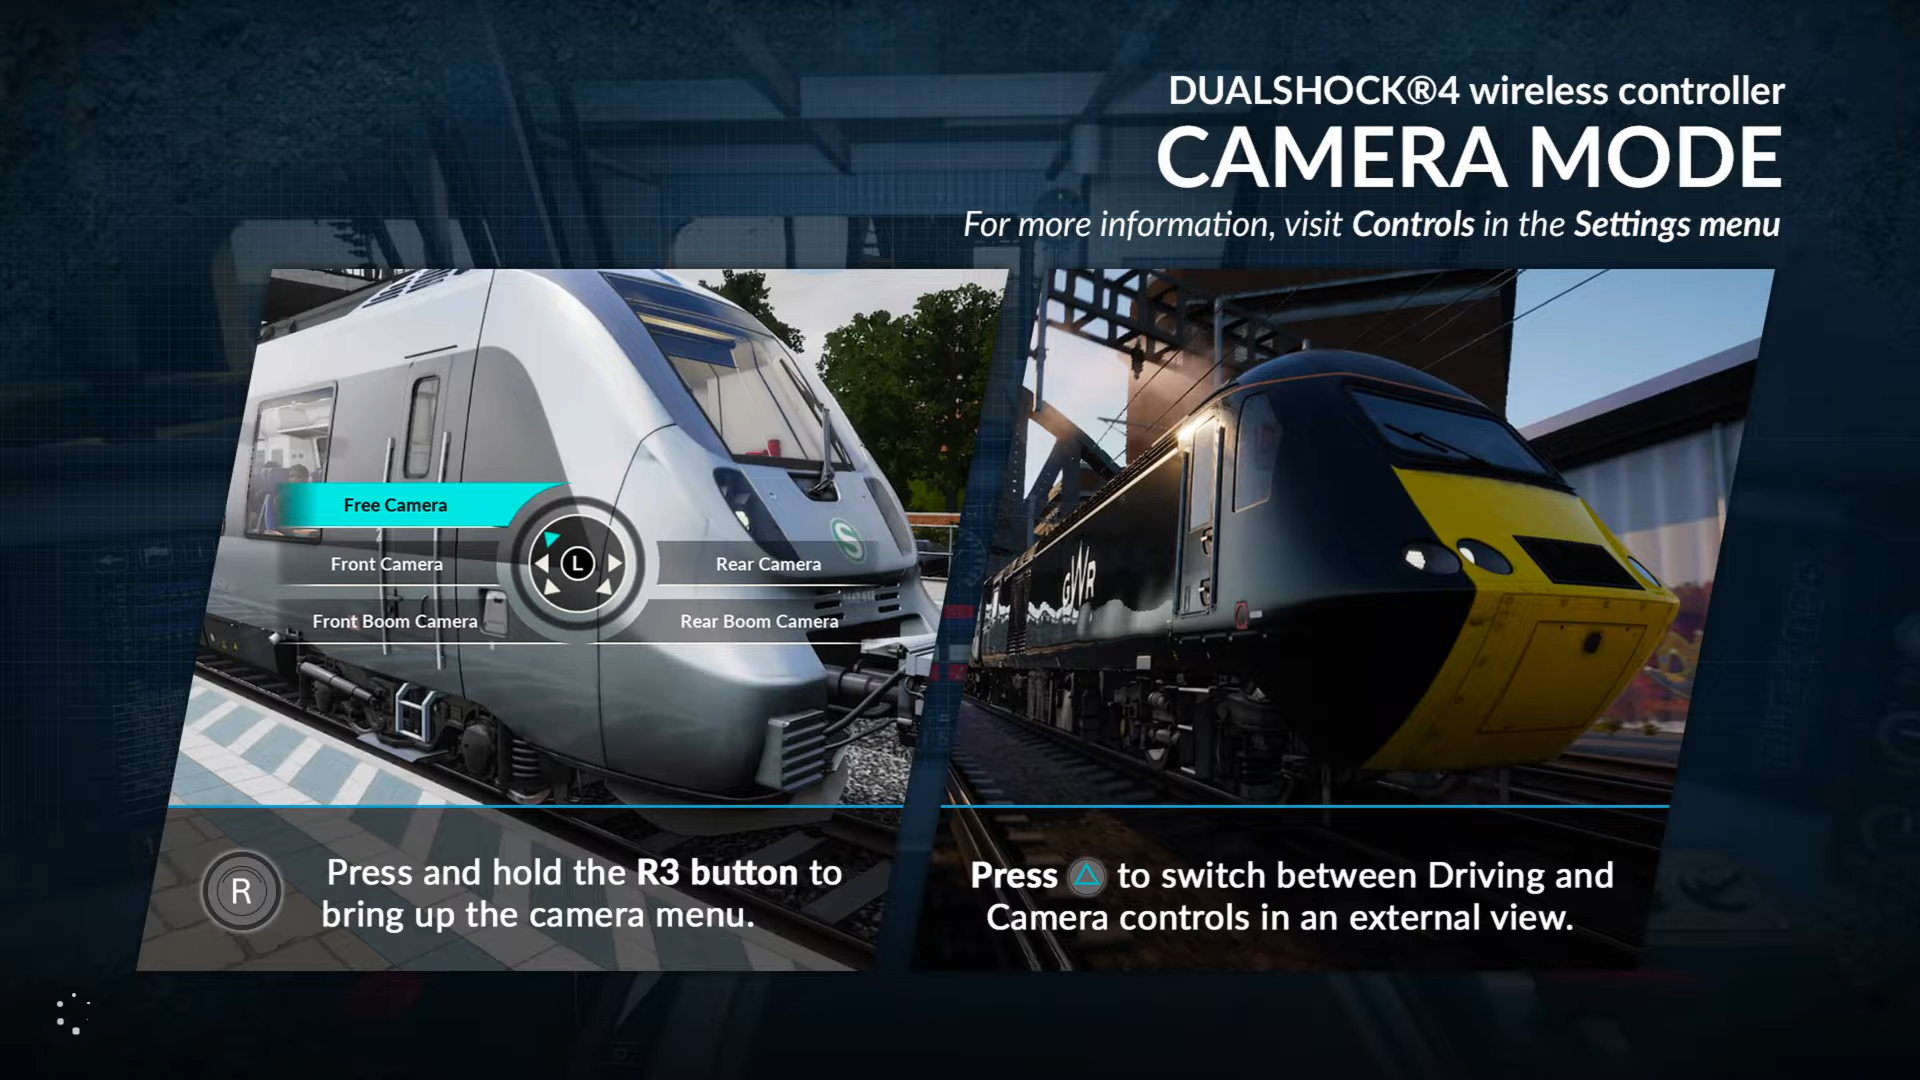 DUALSHOCK®4 wireless controller
CAMERA MODE
For more information, visit Controls in the Settings menu
Free Camera
Front Camera
Rear Camera
Front Boom Camera
Rear Boom Camera
L
S
GWR
R
Press and hold the R3 button to
bring up the camera menu.
Press to switch between Driving and
Camera controls in an external view.